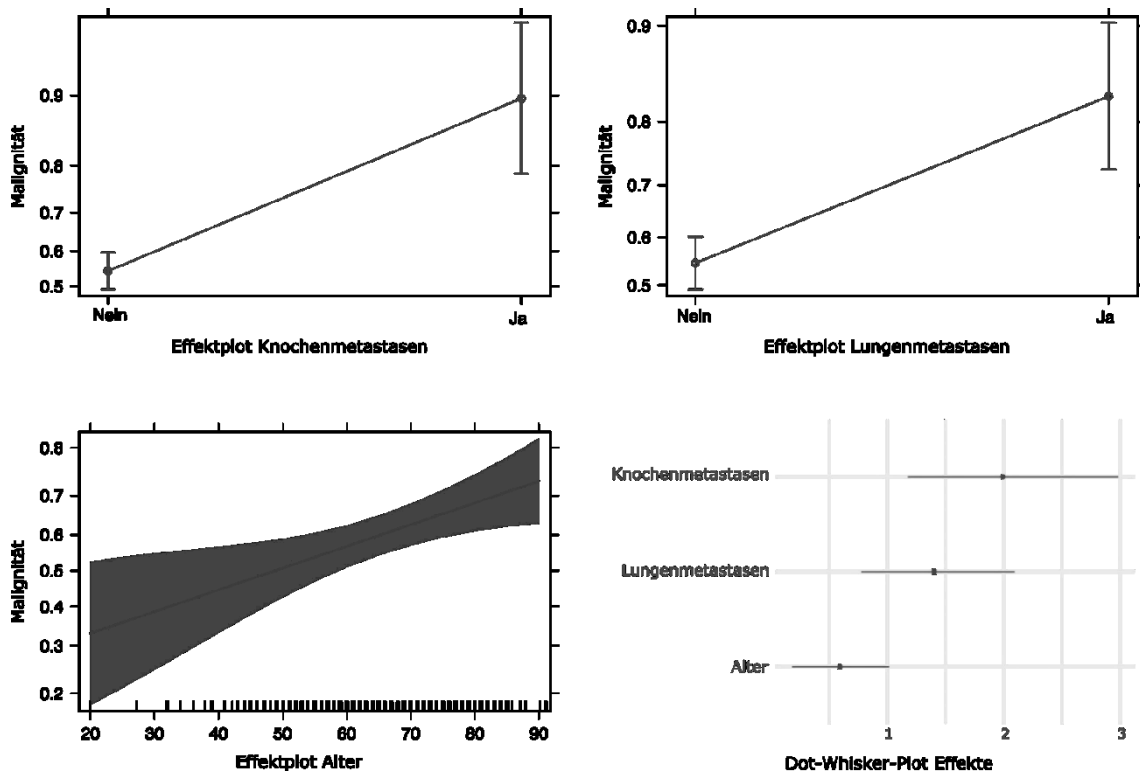 Malignität
0.9
0.8
0.7
0.6
0.5
Nein
Ja
Effektplot Knochenmetastasen
Malignität
0.9
0.8
0.7
0.6
0.5
Nein
Ja
Effektplot Lungenmetastasen
Malignität
0.8
0.7
0.6
0.5
0.4
0.3
0.2
20 30 40 50 60 70 80 90
Effektplot Alter
Knochenmetastasen
Lungenmetastasen
Alter
1 2 3
Dot-Whisker-Plot Effekte